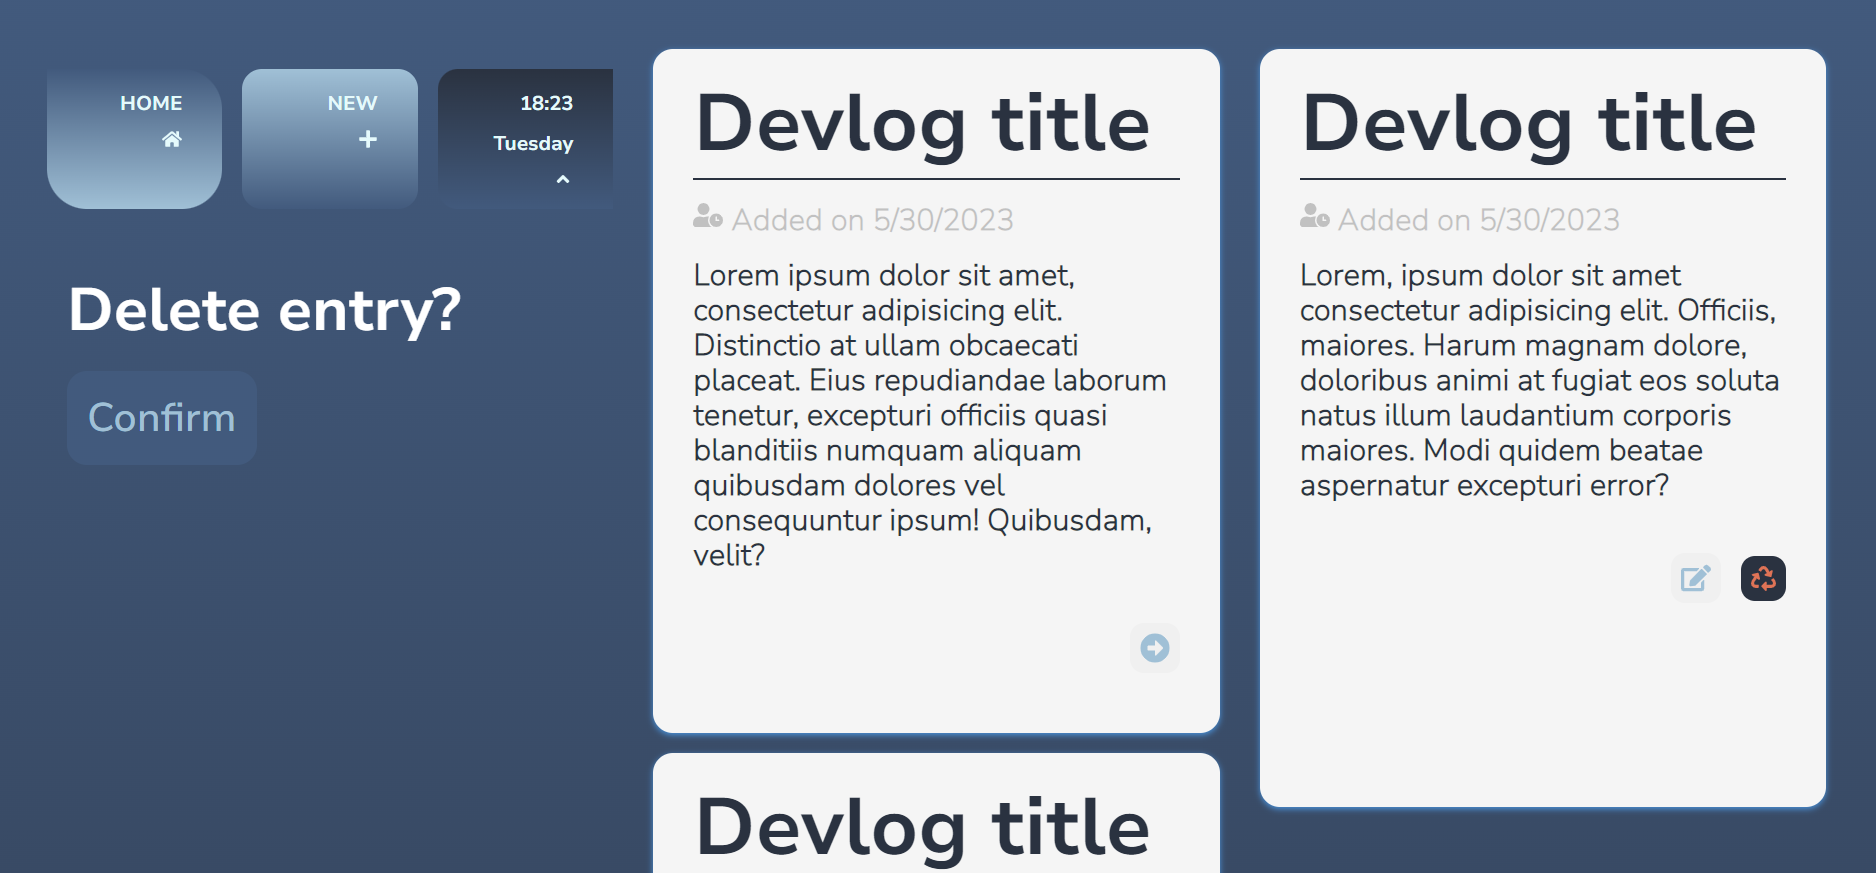 HOME
NEW
18:23
Tuesday
Delete entry?
Confirm
Devlog title
Added on 5/30/2023
Lorem ipsum dolor sit amet,
consectetur adipisicing elit.
Distinctio at ullam obcaecati
placeat. Eius repudiandae laborum
tenetur, excepturi officiis quasi
blanditiis numquam aliquam
quibusdam dolores vel
consequuntur ipsum! Quibusdam,
velit?
Devlog title
Devlog title
Added on 5/30/2023
Lorem, ipsum dolor sit amet
consectetur adipisicing elit. Officiis,
maiores. Harum magnam dolore,
doloribus animi at fugiat eos soluta
natus illum laudantium corporis
maiores. Modi quidem beatae
aspernatur excepturi error?